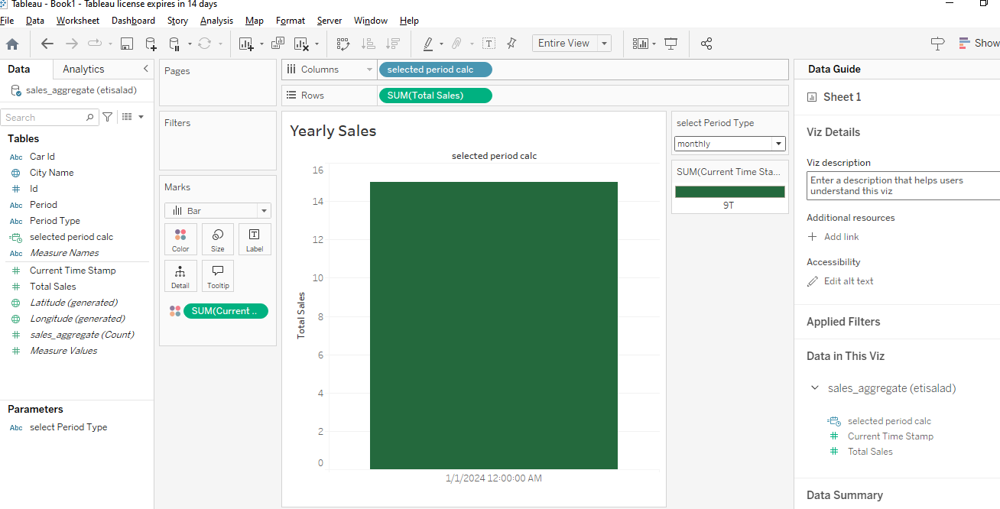 Tableau - Book1 - Tableau license expires in 14 days
File Data Worksheet Dashboard Story Analysis Map Format Server Window Help
Entire View
Show
Data Analytics
sales_aggregate (etisalad)
Search
Tables
Abc Car Id
City Name
# Id
Abc Period
Abc Period Type
selected period calc
Abc Measure Names
# Current Time Stamp
# Total Sales
Latitude (generated)
Longitude (generated)
# sales_aggregate (Count)
# Measure Values
Parameters
Abc select Period Type
Pages
Filters
Marks
Bar
Color Size Label
Detail Tooltip
SUM(Current ..
Columns selected period calc
Rows SUM(Total Sales)
Yearly Sales
selected period calc
16
14
12
10
8
6
4
2
0
Total Sales
1/1/2024 12:00:00 AM
select Period Type
monthly
SUM(Current Time Sta...
9T
Data Guide
Sheet 1
Viz Details
Viz description
Enter a description that helps users
understand this viz
Additional resources
Add link
Accessibility
Edit alt text
Applied Filters
Data in This Viz
sales_aggregate (etisalad)
selected period calc
# Current Time Stamp
# Total Sales
Data Summary